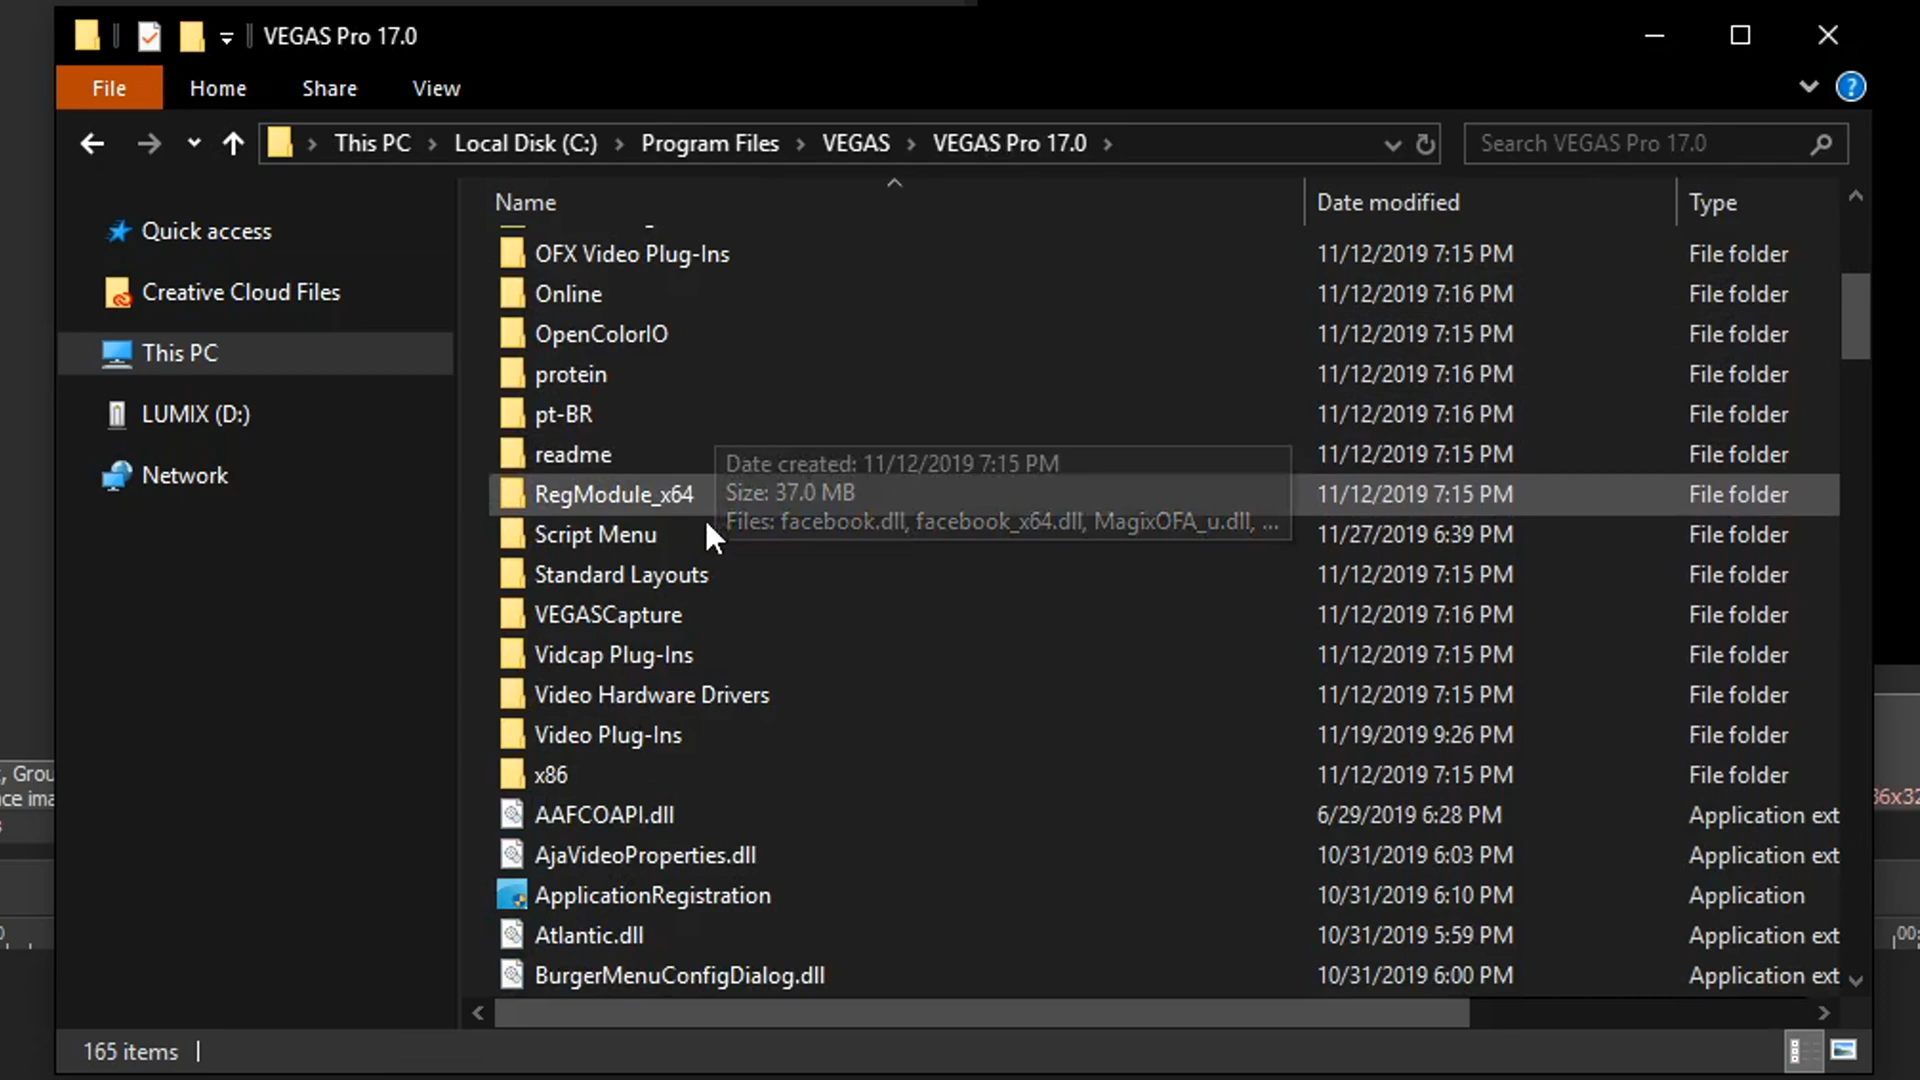 VEGAS Pro 17.0
File Home Share View
This PC Local Disk (C:) Program Files VEGAS VEGAS Pro 17.0 Search VEGAS Pro 17.0
Name Date modified Type
Quick access
Creative Cloud Files
This PC
LUMIX (D:)
Network
OFX Video Plug-Ins 11/12/2019 7:15 PM File folder
Online 11/12/2019 7:16 PM File folder
OpenColorIO 11/12/2019 7:15 PM File folder
protein 11/12/2019 7:16 PM File folder
pt-BR 11/12/2019 7:16 PM File folder
readme 11/12/2019 7:15 PM File folder
RegModule_x64 11/12/2019 7:15 PM File folder
Date created: 11/12/2019 7:15 PM
Size: 37.0 MB
Files: facebook.dll, facebook_x64.dll, MagixOFA_u.dll, ...
Script Menu 11/27/2019 6:39 PM File folder
Standard Layouts 11/12/2019 7:15 PM File folder
VEGASCapture 11/12/2019 7:16 PM File folder
Vidcap Plug-Ins 11/12/2019 7:15 PM File folder
Video Hardware Drivers 11/12/2019 7:15 PM File folder
Video Plug-Ins 11/19/2019 9:26 PM File folder
x86 11/12/2019 7:15 PM File folder
AAFCOAPI.dll 6/29/2019 6:28 PM Application ext
AjaVideoProperties.dll 10/31/2019 6:03 PM Application ext
ApplicationRegistration 10/31/2019 6:10 PM Application
Atlantic.dll 10/31/2019 5:59 PM Application ext
BurgerMenuConfigDialog.dll 10/31/2019 6:00 PM Application ext
165 items